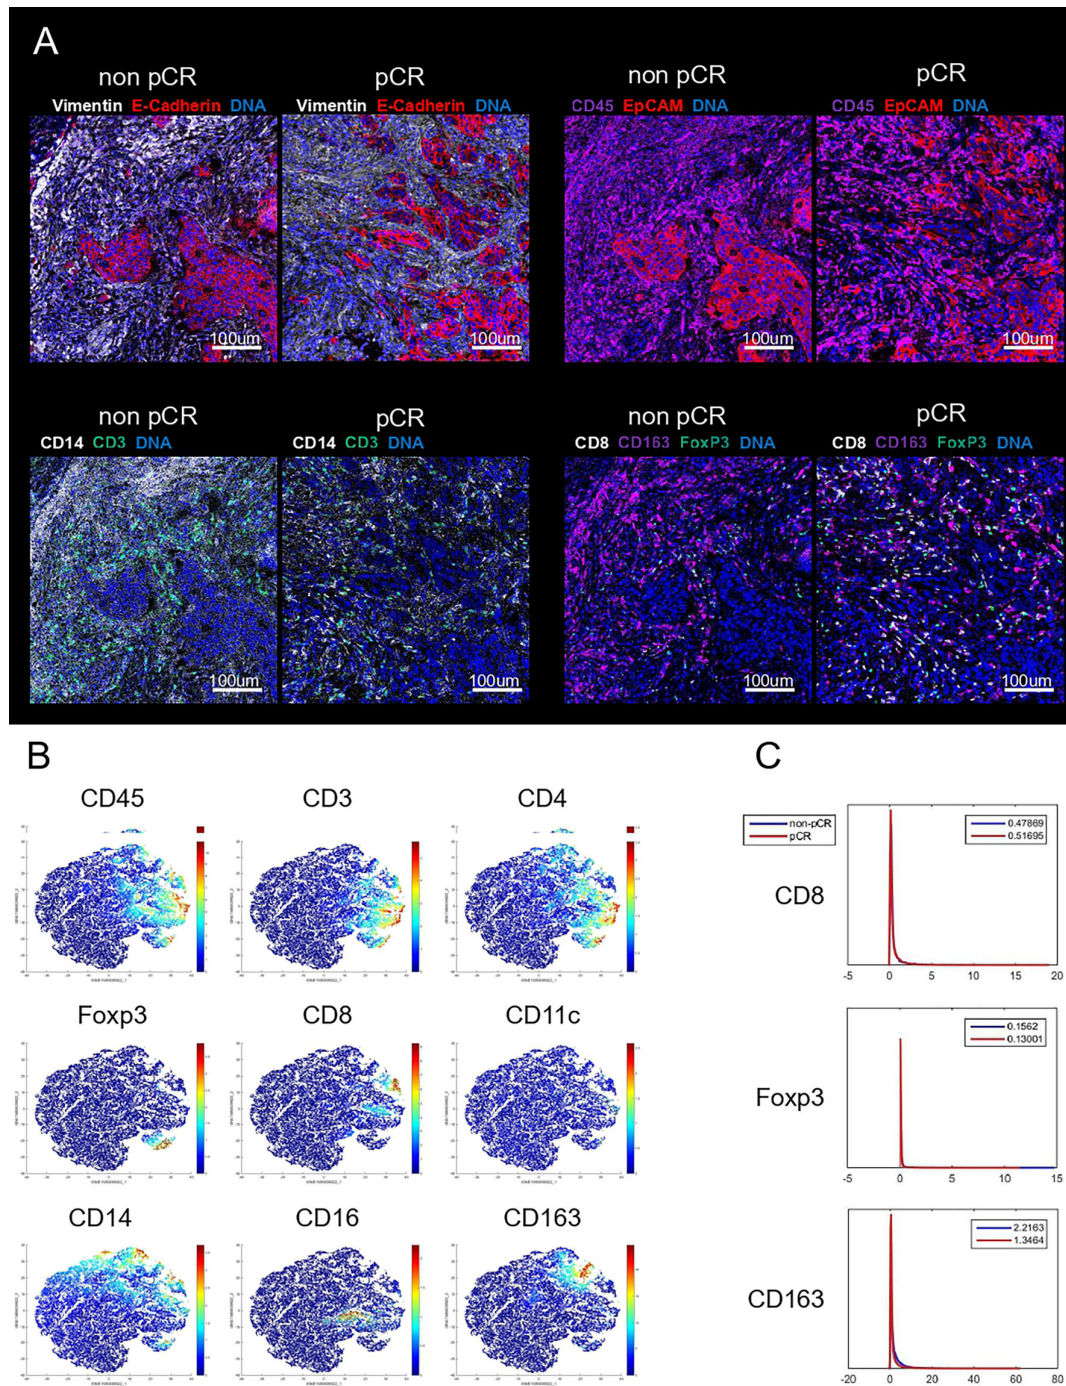 A
non pCR
pCR
non pCR
pCR
Vimentin E-Cadherin DNA
Vimentin E-Cadherin DNA
CD45 EpCAM DNA
CD45 EpCAM DNA
100um
100um
100um
100um
non pCR
pCR
non pCR
pCR
CD14 CD3 DNA
CD14 CD3 DNA
CD8 CD163 FoxP3 DNA
CD8 CD163 FoxP3 DNA
100um
100um
100um
100um
B
C
CD45
CD3
CD4
Foxp3
CD8
CD11c
CD14
CD16
CD163
non-pCR
pCR
0.47869
0.51695
CD8
-5 0 5 10 15 20
0.1562
0.13001
Foxp3
-5 0 5 10 15
2.2163
1.3464
CD163
-20 0 20 40 60 80